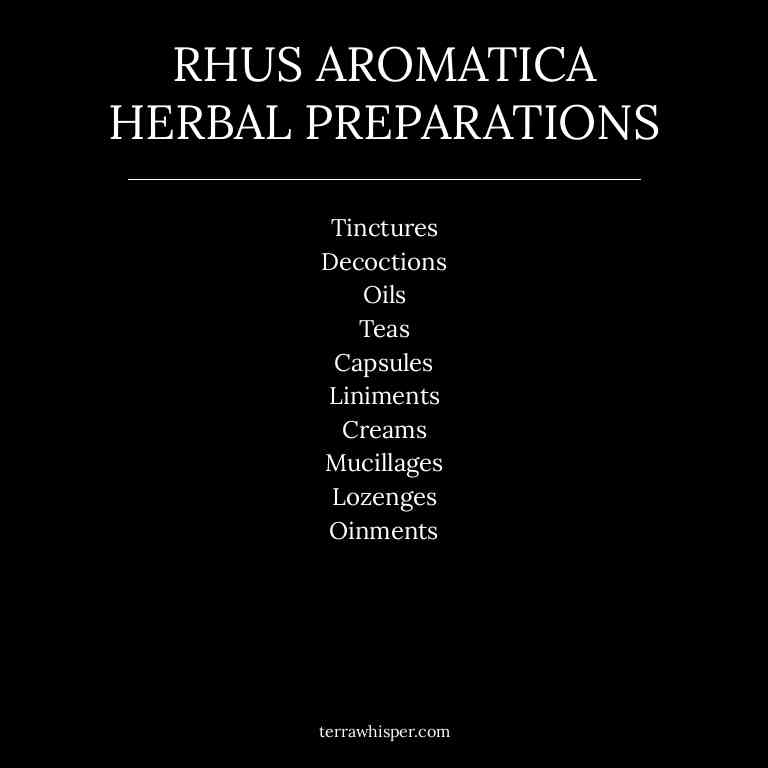 RHUS AROMATICA
HERBAL PREPARATIONS
Tinctures
Decoctions
Oils
Teas
Capsules
Liniments
Creams
Mucillages
Lozenges
Oinments
terrawhisper.com